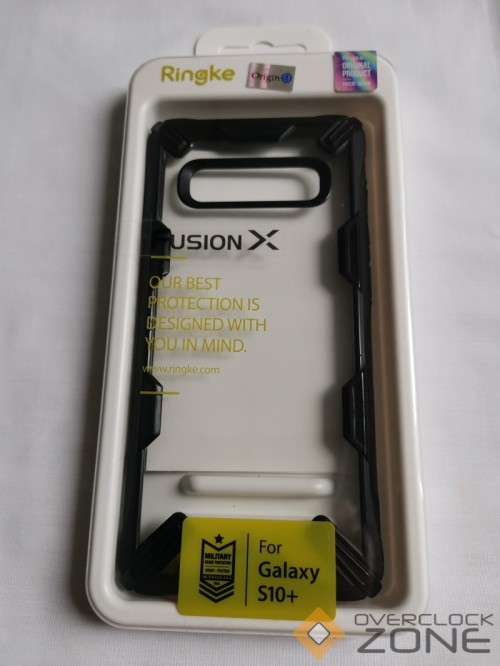 Ringke
Origin
ORIGINAL
PRODUCT
FUSION X
OUR BEST
PROTECTION IS
DESIGNED WITH
YOU IN MIND.
www.ringke.com
MILITARY
For
Galaxy
S10+
OVERCLOCK
ZONE